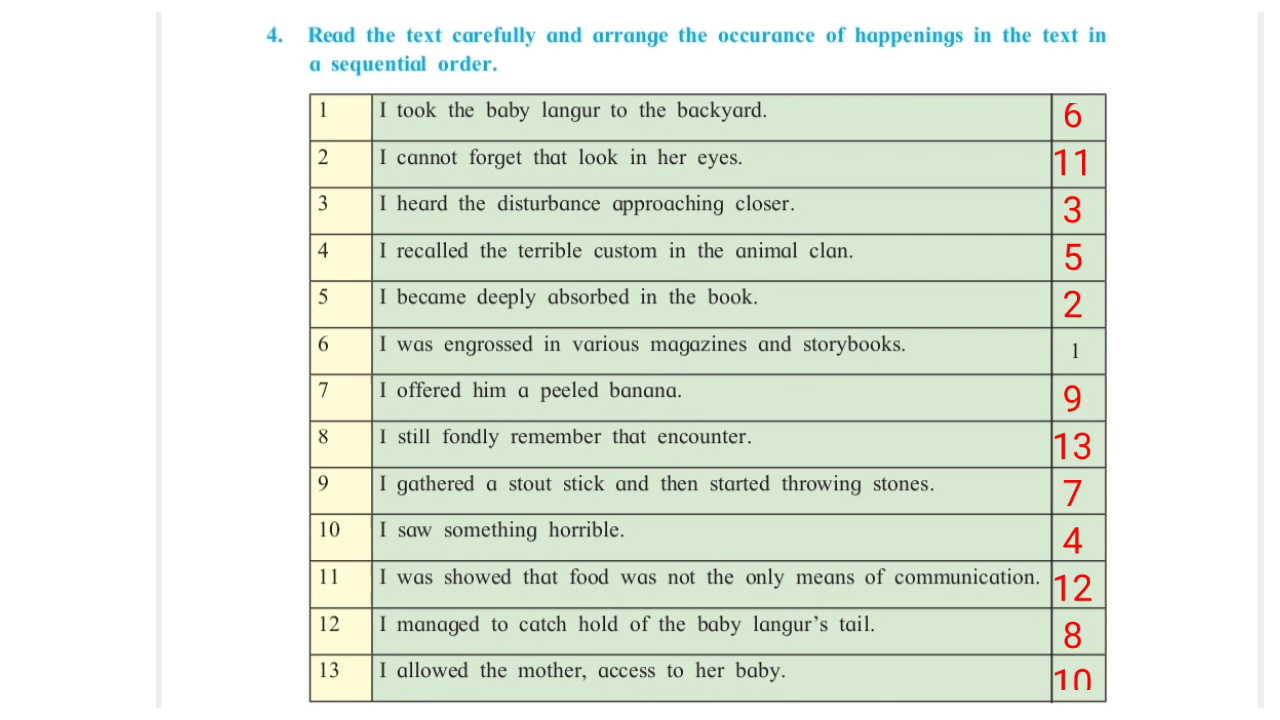 4. Read the text carefully and arrange the occurance of happenings in the text in
a sequential order.
1 I took the baby langur to the backyard. 6
2 I cannot forget that look in her eyes. 11
3 I heard the disturbance approaching closer. 3
4 I recalled the terrible custom in the animal clan. 5
5 I became deeply absorbed in the book. 2
6 I was engrossed in various magazines and storybooks. 1
7 I offered him a peeled banana. 9
8 I still fondly remember that encounter. 13
9 I gathered a stout stick and then started throwing stones. 7
10 I saw something horrible. 4
11 I was showed that food was not the only means of communication. 12
12 I managed to catch hold of the baby langur's tail. 8
13 I allowed the mother, access to her baby. 10